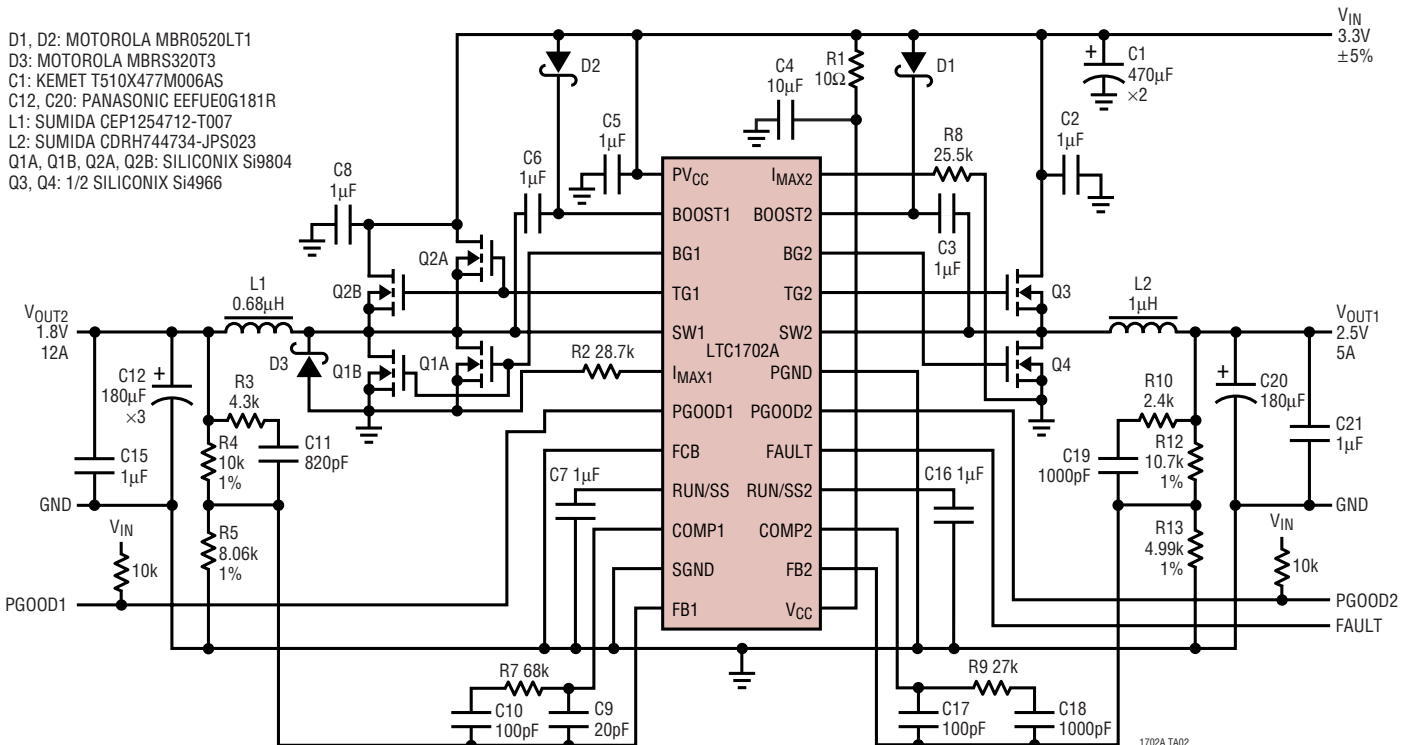 D1, D2: MOTOROLA MBR0520LT1
D3: MOTOROLA MBRS320T3
C1: KEMET T510X477M006AS
C12, C20: PANASONIC EEFUE0G181R
L1: SUMIDA CEP1254712-T007
L2: SUMIDA CDRH744734-JPS023
Q1A, Q1B, Q2A, Q2B: SILICONIX Si9804
Q3, Q4: 1/2 SILICONIX Si4966
VIN
3.3V
±5%
D2
C4
10µF
R1
10Ω
D1
+
C1
470µF
×2
C5
1µF
C6
1µF
C8
1µF
R8
25.5k
C2
1µF
C3
1µF
PVCC
BOOST1
BG1
TG1
SW1
IMAX1
PGOOD1
FCB
RUN/SS
COMP1
SGND
FB1
LTC1702A
IMAX2
BOOST2
BG2
TG2
SW2
PGND
PGOOD2
FAULT
RUN/SS2
COMP2
FB2
VCC
Q2A
Q2B
Q1B
Q1A
D3
L1
0.68µH
VOUT2
1.8V
12A
R2 28.7k
+
C12
180µF
×3
R3
4.3k
R4
10k
1%
C11
820pF
C15
1µF
GND
VIN
10k
R5
8.06k
1%
PGOOD1
C7 1µF
R7 68k
C10
100pF
C9
20pF
Q3
Q4
L2
1µH
VOUT1
2.5V
5A
R10
2.4k
+
C20
180µF
C21
1µF
C19
1000pF
R12
10.7k
1%
C16 1µF
GND
R13
4.99k
1%
VIN
10k
PGOOD2
FAULT
R9 27k
C17
100pF
C18
1000pF
1702A TA02